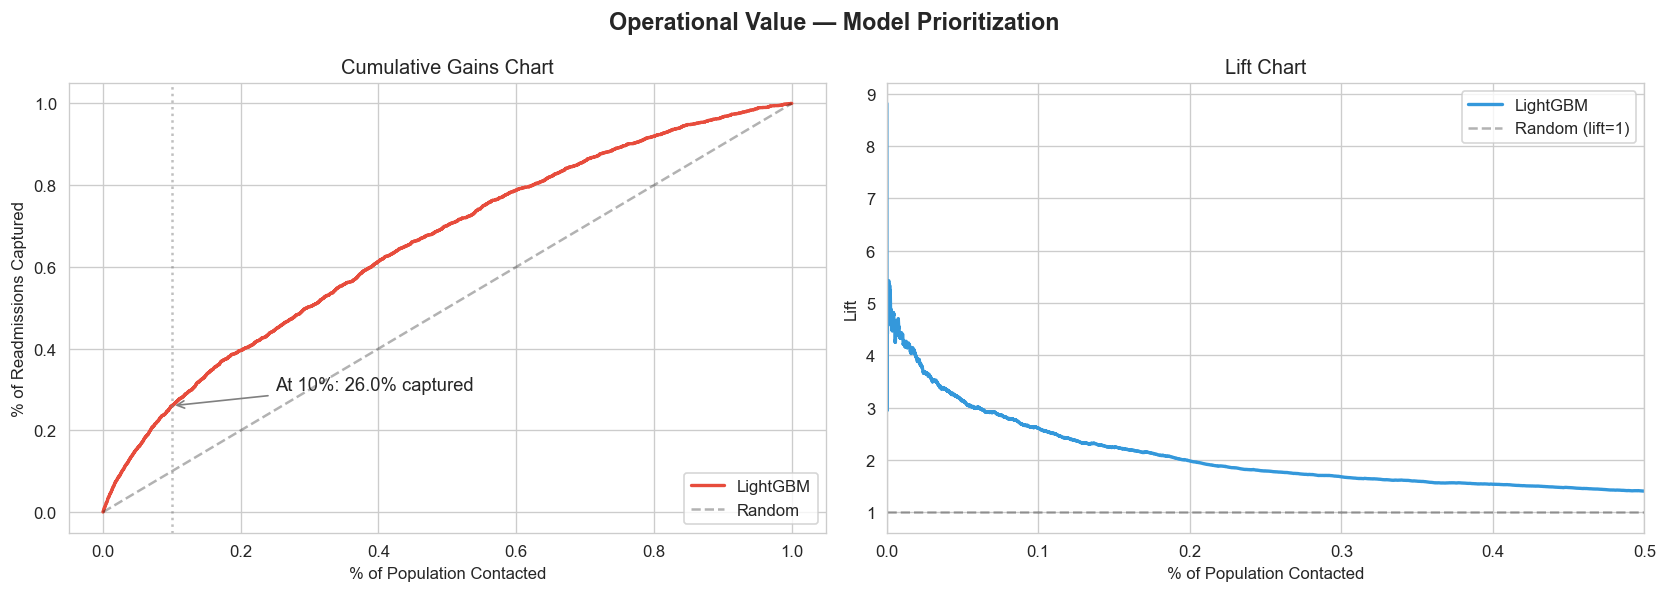 Operational Value — Model Prioritization
Cumulative Gains Chart
% of Readmissions Captured
1.0
0.8
0.6
0.4
0.2
0.0
At 10%: 26.0% captured
LightGBM
Random
0.0 0.2 0.4 0.6 0.8 1.0
% of Population Contacted
Lift Chart
Lift
9
8
7
6
5
4
3
2
1
LightGBM
Random (lift=1)
0.0 0.1 0.2 0.3 0.4 0.5
% of Population Contacted